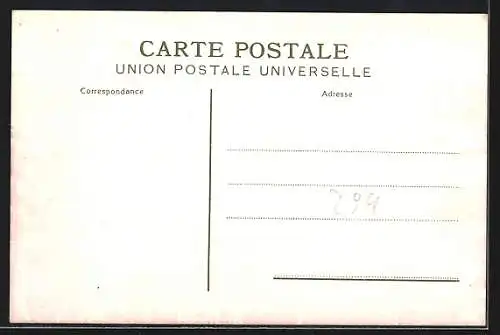 CARTE POSTALE
UNION POSTALE UNIVERSELLE
Correspondance
Adresse
294